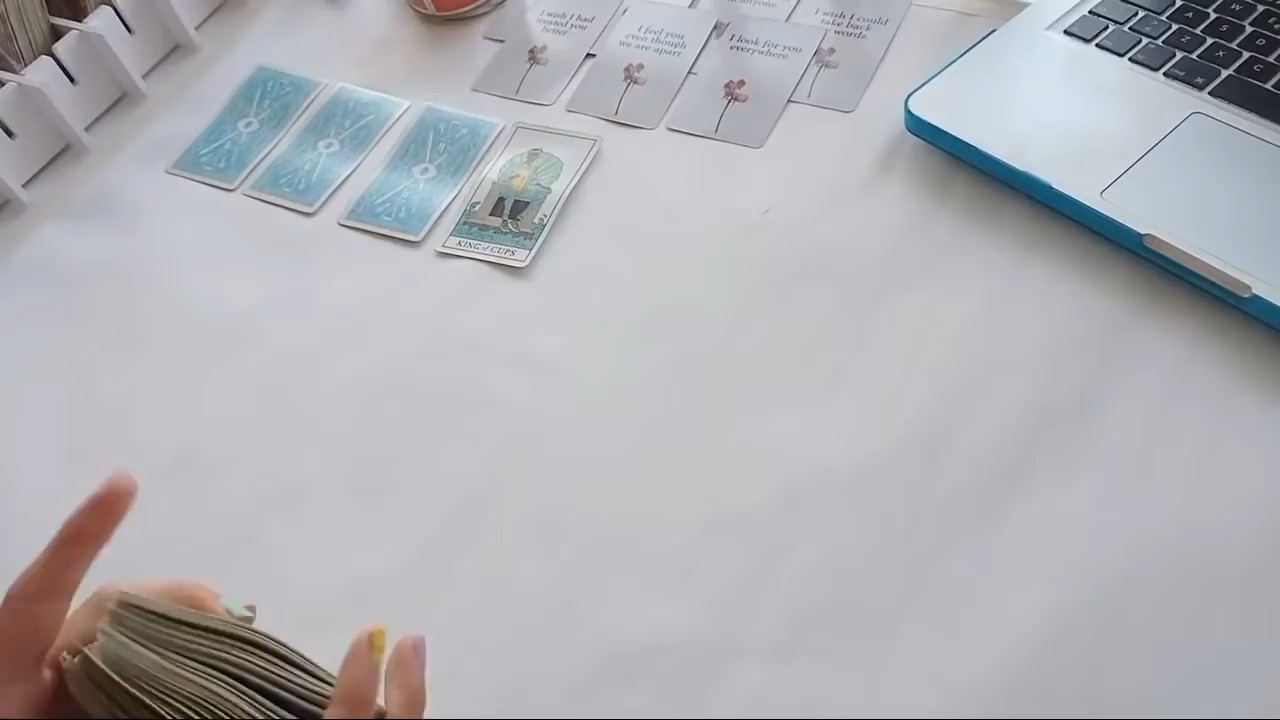 I wish I had
treated you
better
I feel you
even though
we are apart
I look for you
everywhere
anyone
I wish I could
take back
words
KING of CUPS
W
E
A
S
D
Z
X
C